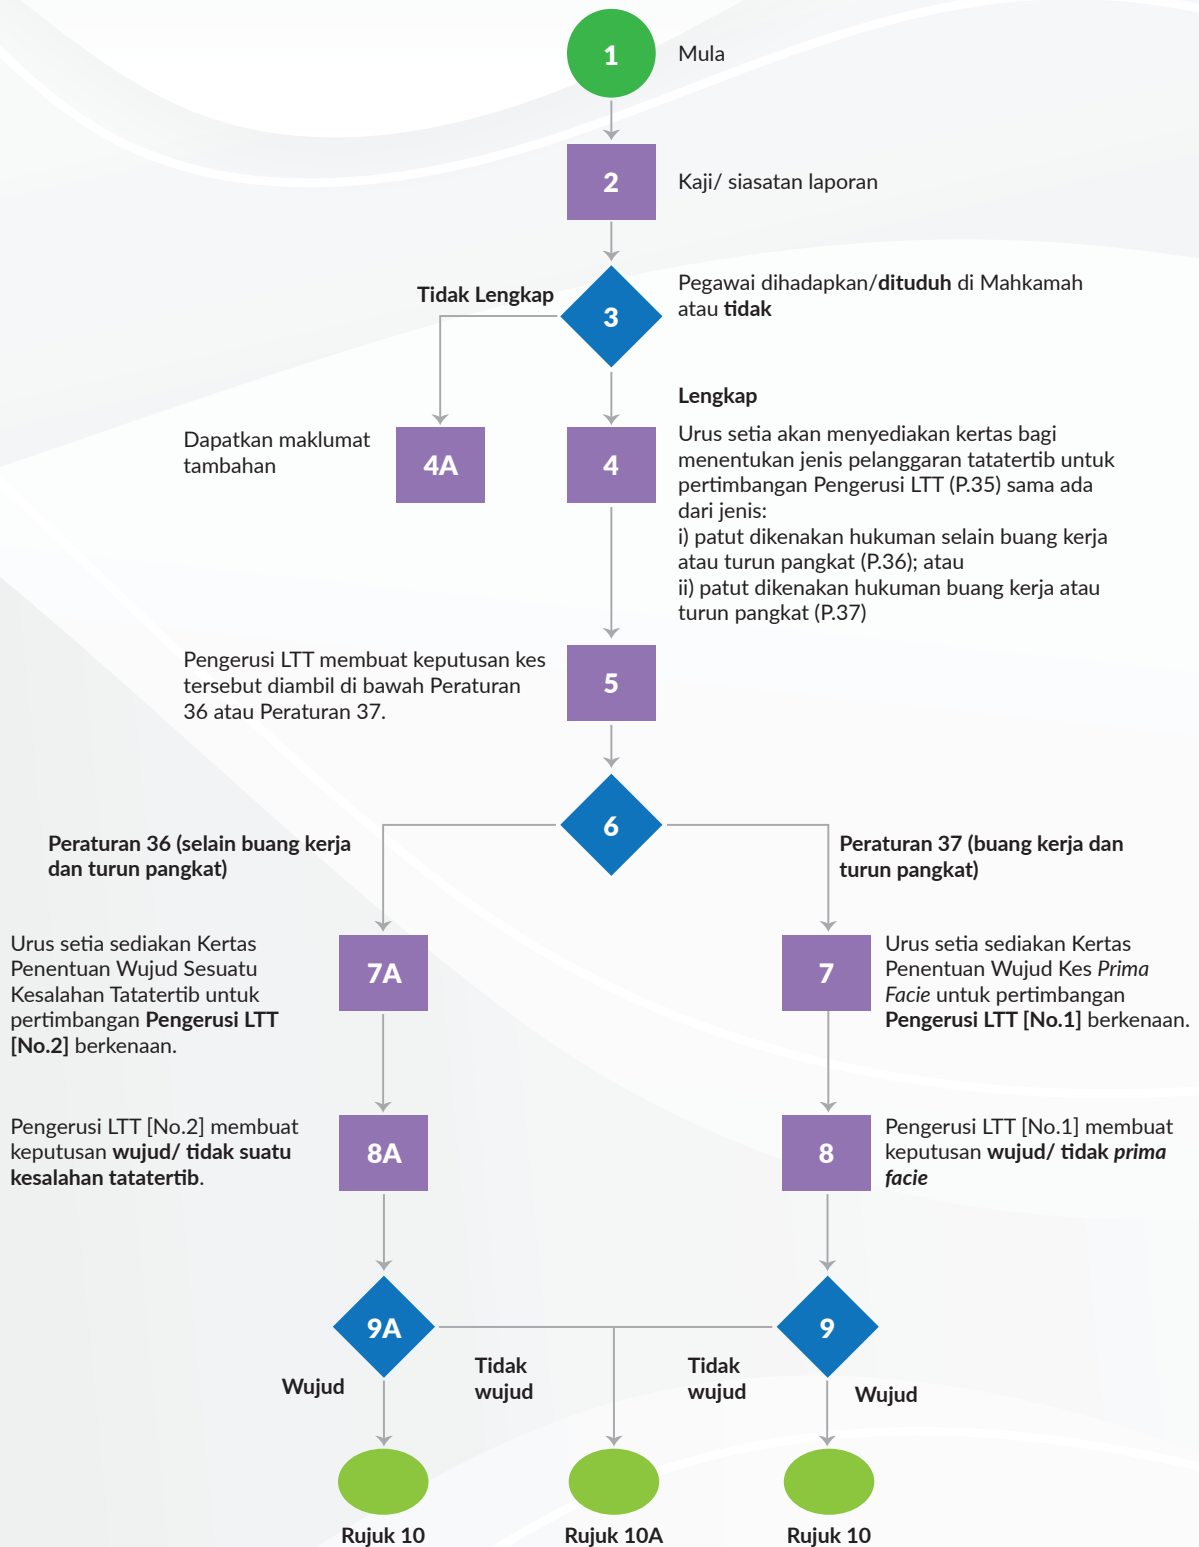 1
Mula
2
Kaji/ siasatan laporan
Tidak Lengkap
3
Pegawai dihadapkan/dituduh di Mahkamah
atau tidak
Lengkap
Dapatkan maklumat
tambahan
4A
4
Urus setia akan menyediakan kertas bagi
menentukan jenis pelanggaran tatatertib untuk
pertimbangan Pengerusi LTT (P.35) sama ada
dari jenis:
i) patut dikenakan hukuman selain buang kerja
atau turun pangkat (P.36); atau
ii) patut dikenakan hukuman buang kerja atau
turun pangkat (P.37)
Pengerusi LTT membuat keputusan kes
tersebut diambil di bawah Peraturan
36 atau Peraturan 37.
5
6
Peraturan 36 (selain buang kerja
dan turun pangkat)
Peraturan 37 (buang kerja dan
turun pangkat)
Urus setia sediakan Kertas
Penentuan Wujud Sesuatu
Kesalahan Tatatertib untuk
pertimbangan Pengerusi LTT
[No.2] berkenaan.
7A
7
Urus setia sediakan Kertas
Penentuan Wujud Kes Prima
Facie untuk pertimbangan
Pengerusi LTT [No.1] berkenaan.
Pengerusi LTT [No.2] membuat
keputusan wujud/ tidak suatu
kesalahan tatatertib.
8A
8
Pengerusi LTT [No.1] membuat
keputusan wujud/ tidak prima
facie
9A
9
Wujud
Tidak
wujud
Tidak
wujud
Wujud
Rujuk 10
Rujuk 10A
Rujuk 10